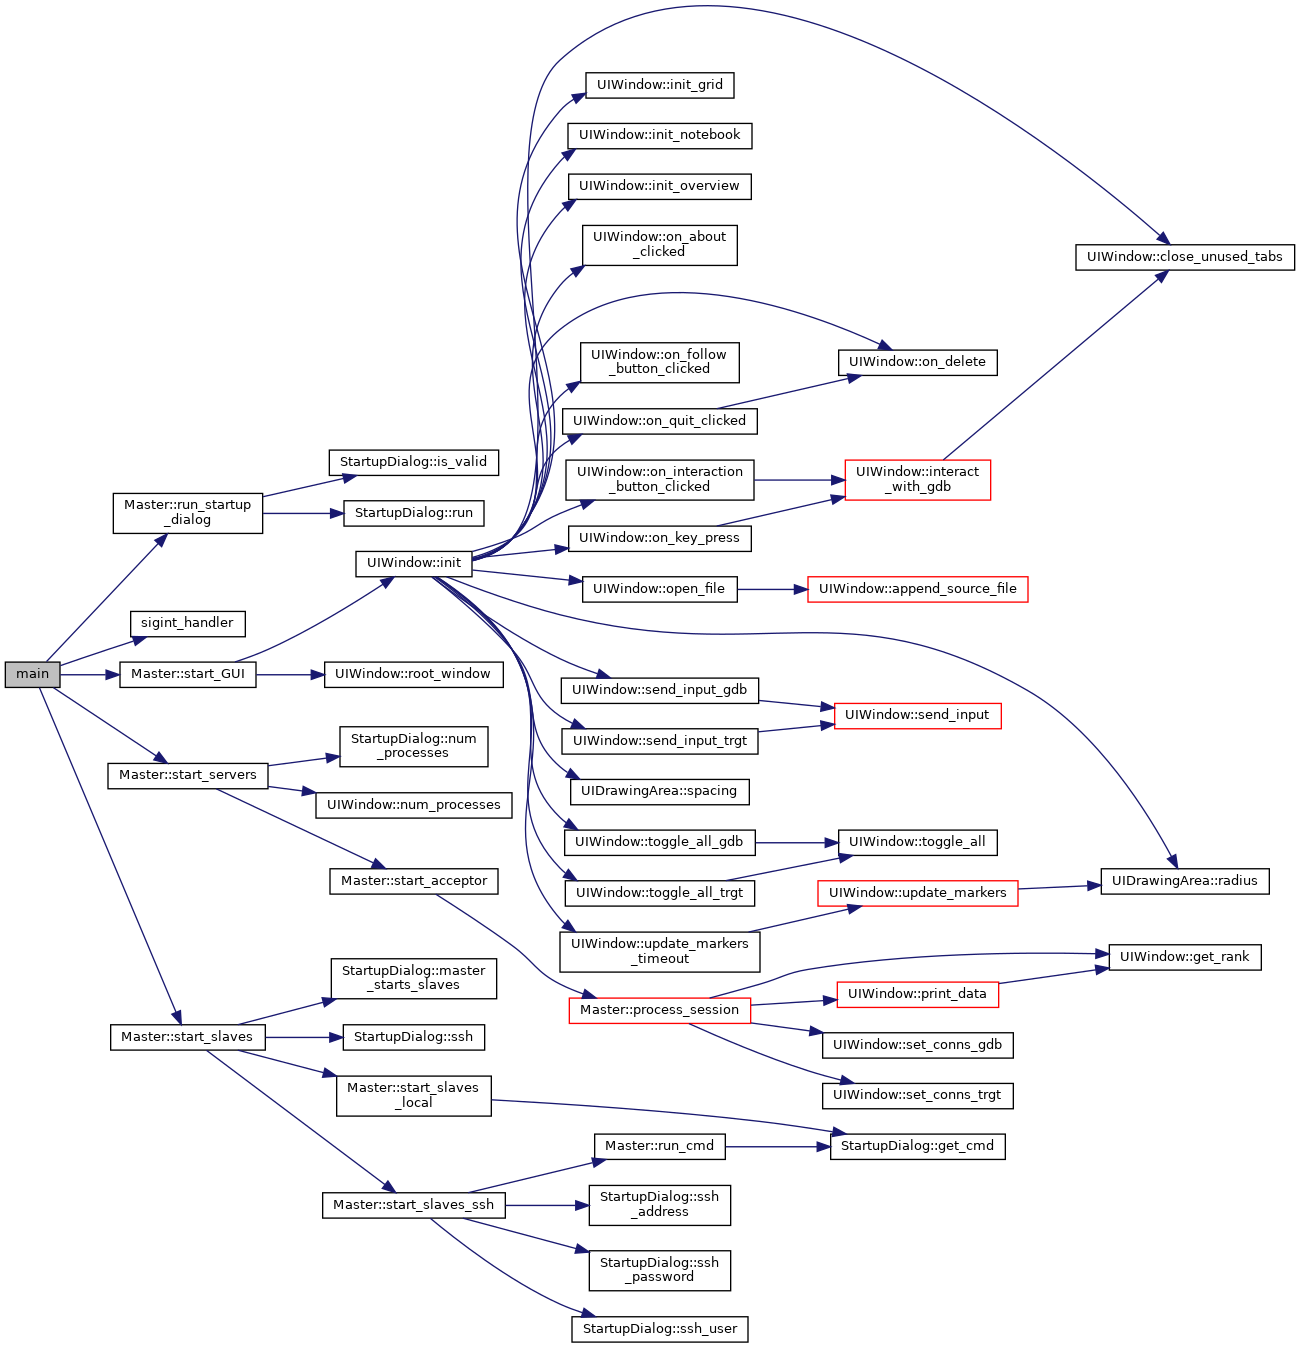 main
Master::run_startup
_dialog
StartupDialog::is_valid
StartupDialog::run
sigint_handler
Master::start_GUI
UIWindow::init
UIWindow::init_grid
UIWindow::init_notebook
UIWindow::init_overview
UIWindow::on_about
_clicked
UIWindow::close_unused_tabs
UIWindow::on_follow
_button_clicked
UIWindow::on_delete
UIWindow::on_quit_clicked
UIWindow::on_interaction
_button_clicked
UIWindow::interact
_with_gdb
UIWindow::on_key_press
UIWindow::open_file
UIWindow::append_source_file
UIWindow::root_window
UIWindow::send_input_gdb
UIWindow::send_input
UIWindow::send_input_trgt
UIDrawingArea::spacing
UIWindow::toggle_all_gdb
UIWindow::toggle_all
UIWindow::toggle_all_trgt
UIWindow::update_markers
UIDrawingArea::radius
UIWindow::update_markers
_timeout
Master::start_servers
StartupDialog::num
_processes
UIWindow::num_processes
Master::start_acceptor
Master::process_session
UIWindow::get_rank
UIWindow::print_data
UIWindow::set_conns_gdb
UIWindow::set_conns_trgt
Master::start_slaves
StartupDialog::master
_starts_slaves
StartupDialog::ssh
Master::start_slaves
_local
StartupDialog::get_cmd
Master::start_slaves_ssh
Master::run_cmd
StartupDialog::ssh
_address
StartupDialog::ssh
_password
StartupDialog::ssh_user